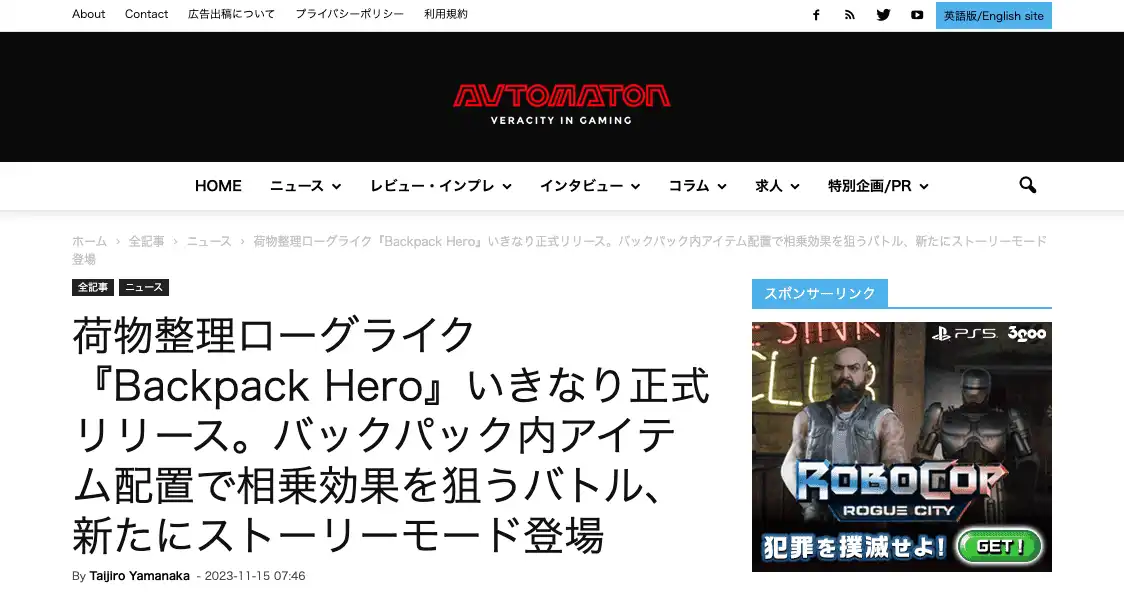 About Contact 広告出稿について プライバシーポリシー 利用規約 英語版/English site
AVTOMATON
VERACITY IN GAMING
HOME ニュース レビュー・インプレ インタビュー コラム 求人 特別企画/PR
ホーム › 全記事 › ニュース › 荷物整理ローグライク『Backpack Hero』いきなり正式リリース。バックパック内アイテム配置で相乗効果を狙うバトル、新たにストーリーモード
登場
全記事 ニュース
荷物整理ローグライク
『Backpack Hero』いきなり正式
リリース。バックパック内アイテ
ム配置で相乗効果を狙うバトル、
新たにストーリーモード登場
By Taijiro Yamanaka - 2023-11-15 07:46
スポンサーリンク
PS5
CLUB
ROBOCOP
ROGUE CITY
犯罪を撲滅せよ! GET!